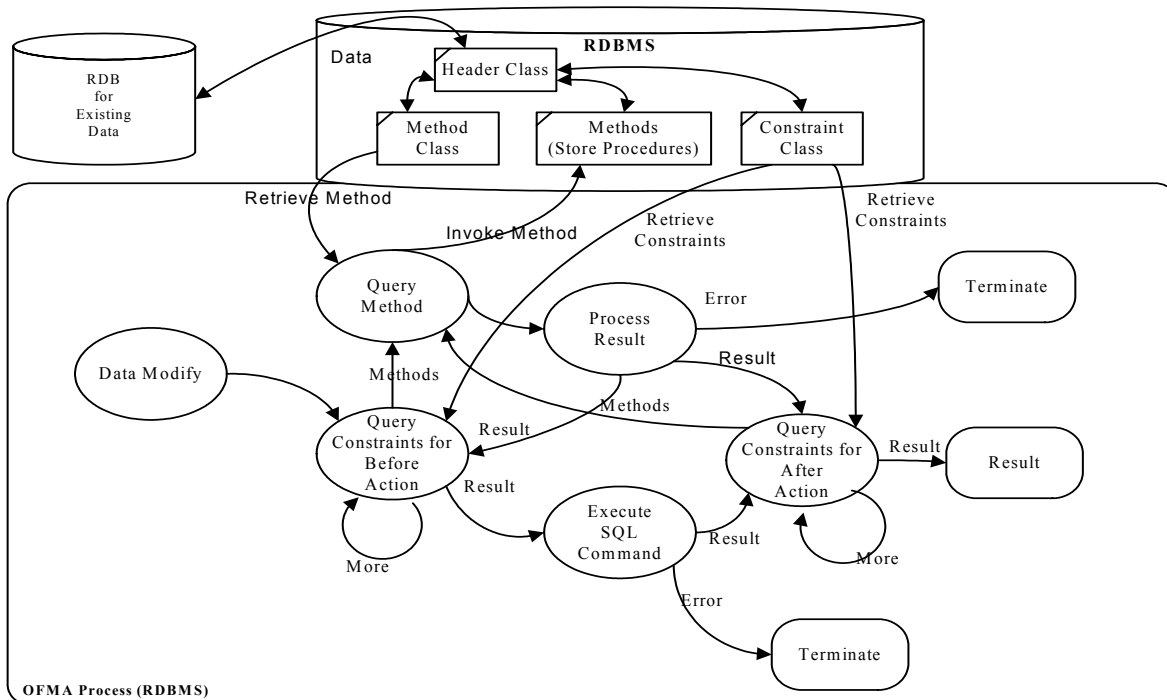 RDBMS
Data
Header Class
RDB
for
Existing
Data
Method
Class
Methods
(Store Procedures)
Constraint
Class
Retrieve Method
Invoke Method
Retrieve
Constraints
Retrieve
Constraints
Query
Method
Process
Result
Error
Terminate
Data Modify
Methods
Result
Methods
Query
Constraints for
Before
Action
Result
Query
Constraints for
After
Action
Result
Result
Result
Execute
SQL
Command
Result
More
More
Error
Terminate
OFMA Process (RDBMS)